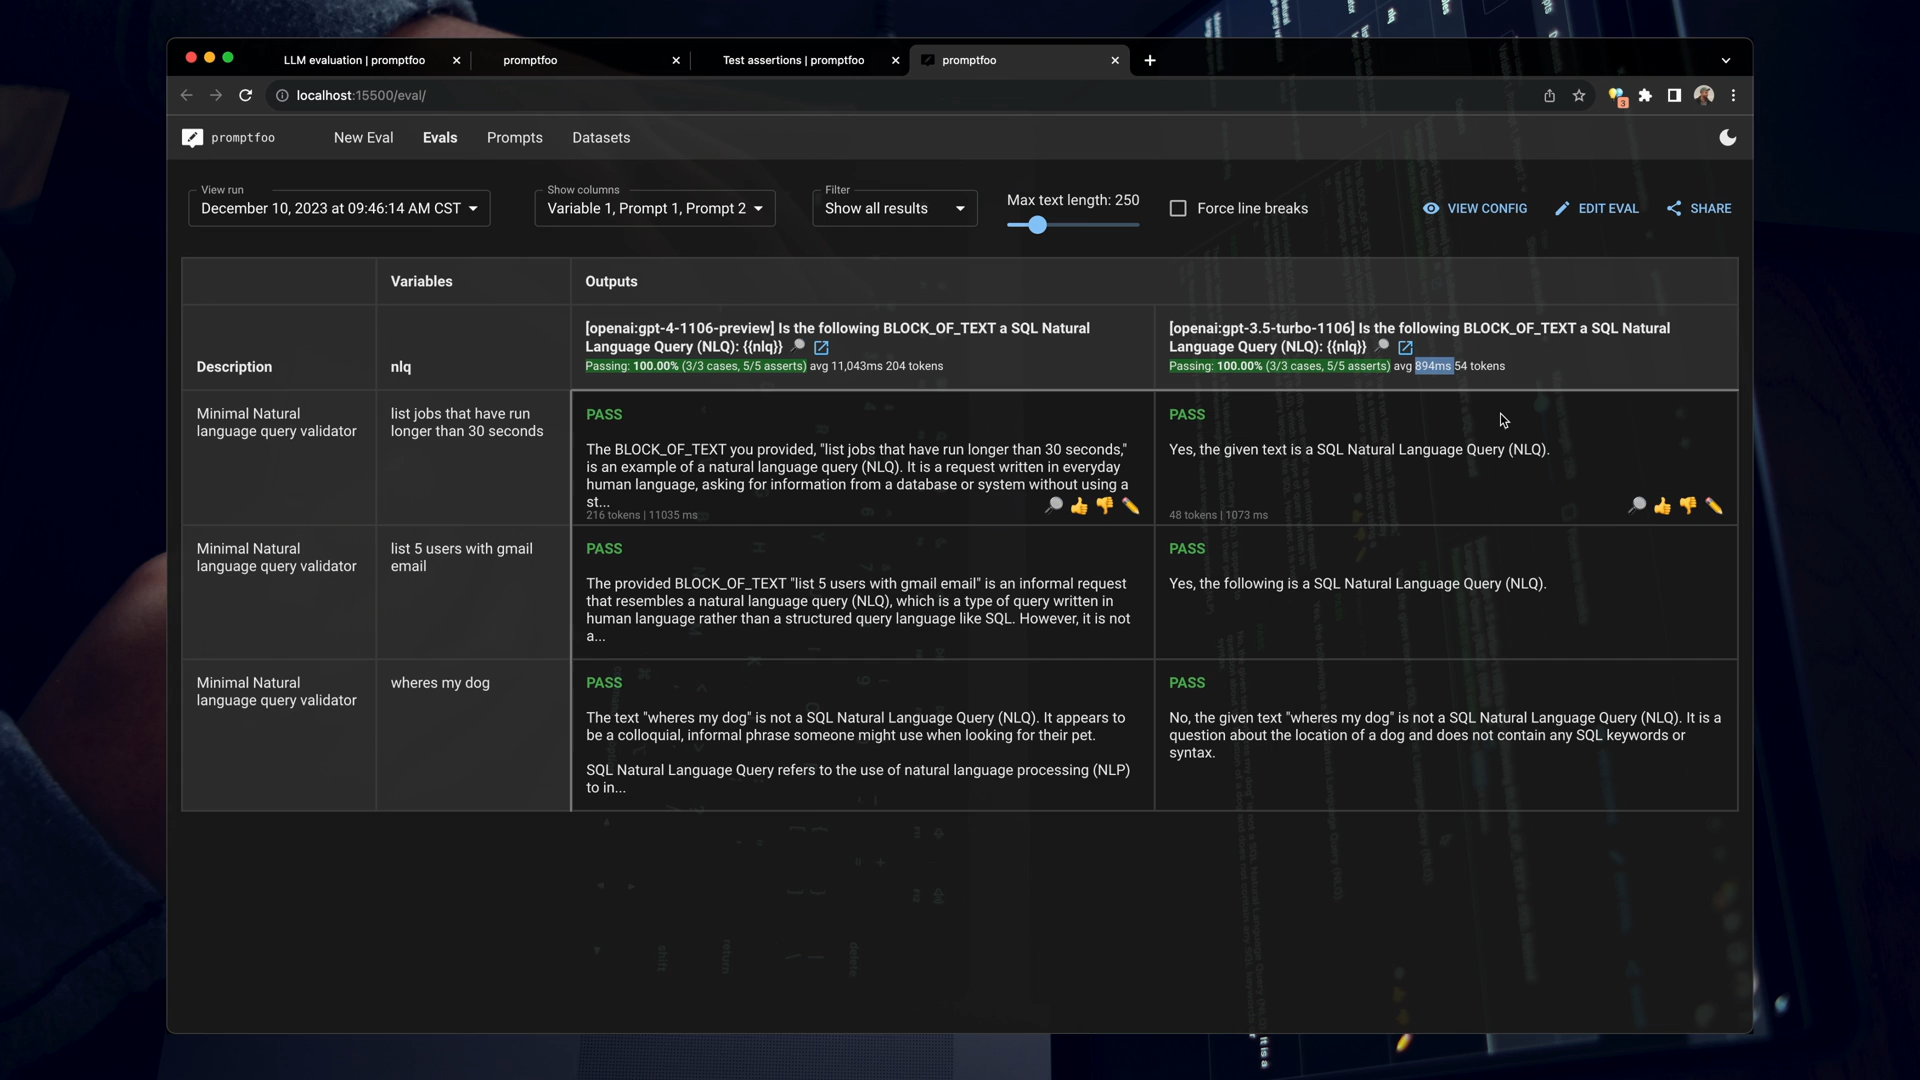 LLM evaluation | promptfoo
promptfoo
Test assertions | promptfoo
promptfoo
localhost:15500/eval/
3
promptfoo
New Eval
Evals
Prompts
Datasets
View run
December 10, 2023 at 09:46:14 AM CST
Show columns
Variable 1, Prompt 1, Prompt 2
Filter
Show all results
Max text length: 250
Force line breaks
VIEW CONFIG
EDIT EVAL
SHARE
Variables
Outputs
Description
nlq
[openai:gpt-4-1106-preview] Is the following BLOCK_OF_TEXT a SQL Natural
Language Query (NLQ): {{nlq}}
Passing: 100.00% (3/3 cases, 5/5 asserts) avg 11,043ms 204 tokens
[openai:gpt-3.5-turbo-1106] Is the following BLOCK_OF_TEXT a SQL Natural
Language Query (NLQ): {{nlq}}
Passing: 100.00% (3/3 cases, 5/5 asserts) avg 894ms 54 tokens
Minimal Natural
language query validator
list jobs that have run
longer than 30 seconds
PASS
The BLOCK_OF_TEXT you provided, "list jobs that have run longer than 30 seconds,"
is an example of a natural language query (NLQ). It is a request written in everyday
human language, asking for information from a database or system without using a
st...
216 tokens | 11035 ms
PASS
Yes, the given text is a SQL Natural Language Query (NLQ).
48 tokens | 1073 ms
Minimal Natural
language query validator
list 5 users with gmail
email
PASS
The provided BLOCK_OF_TEXT "list 5 users with gmail email" is an informal request
that resembles a natural language query (NLQ), which is a type of query written in
human language rather than a structured query language like SQL. However, it is not
a...
PASS
Yes, the following is a SQL Natural Language Query (NLQ).
Minimal Natural
language query validator
wheres my dog
PASS
The text "wheres my dog" is not a SQL Natural Language Query (NLQ). It appears to
be a colloquial, informal phrase someone might use when looking for their pet.
SQL Natural Language Query refers to the use of natural language processing (NLP)
to in...
PASS
No, the given text "wheres my dog" is not a SQL Natural Language Query (NLQ). It is a
question about the location of a dog and does not contain any SQL keywords or
syntax.
shift
return
delete